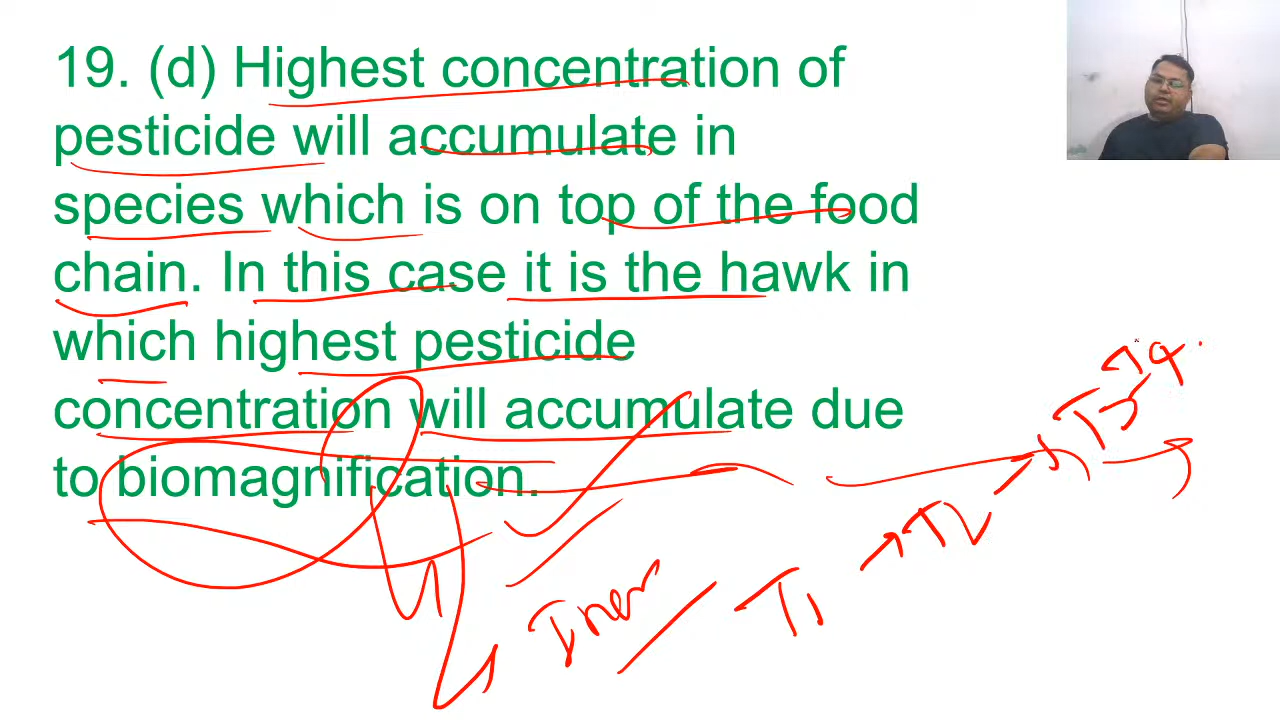 19. (d) Highest concentration of
pesticide will accumulate in
species which is on top of the food
chain. In this case it is the hawk in
which highest pesticide
concentration will accumulate due
to biomagnification.
T1 → T2 → T3 T4